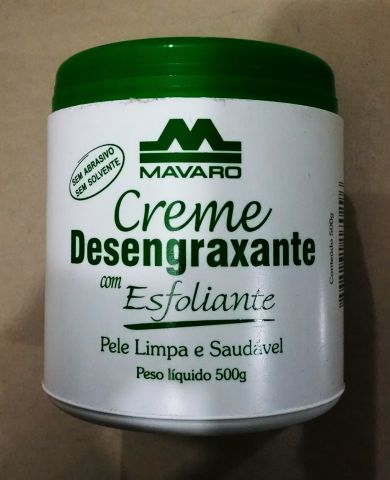 MAVARO
SEM ABRASIVO
SEM SOLVENTE
Creme
Desengraxante
com Esfoliante
Pele Limpa e Saudável
Peso líquido 500g
Conteúdo 500g